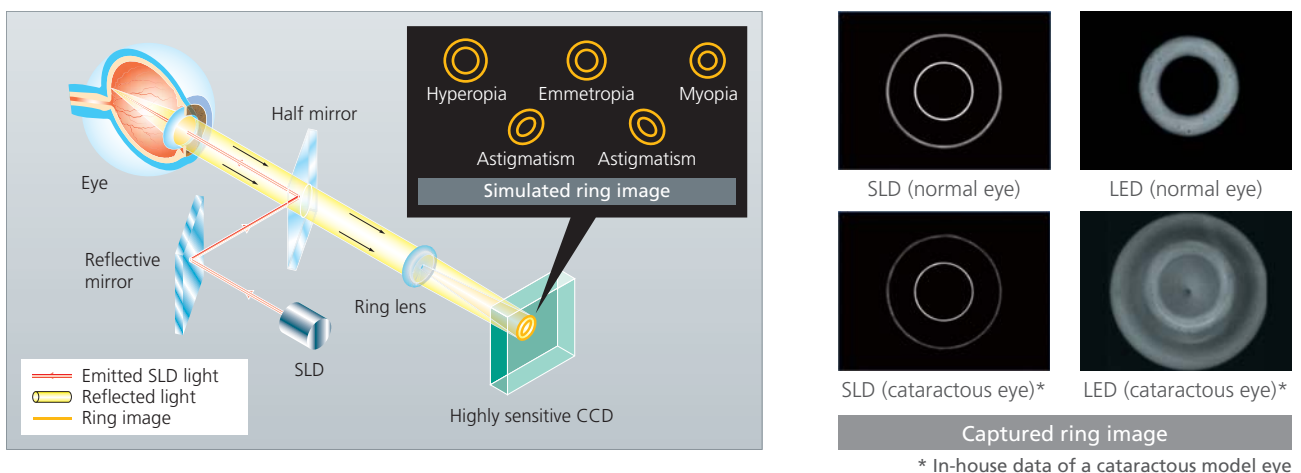 Hyperopia
Emmetropia
Myopia
Half mirror
Astigmatism
Astigmatism
Eye
Simulated ring image
Reflective
mirror
Ring lens
SLD
Emitted SLD light
Reflected light
Ring image
Highly sensitive CCD
SLD (normal eye)
LED (normal eye)
SLD (cataractous eye)*
LED (cataractous eye)*
Captured ring image
* In-house data of a cataractous model eye